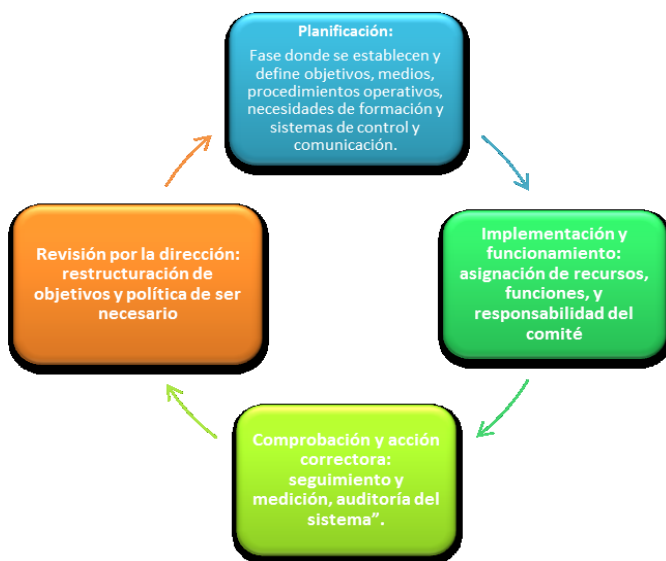 Planificación:
Fase donde se establecen y
define objetivos, medios,
procedimientos operativos,
necesidades de formación y
sistemas de control y
comunicación.
Implementación y
funcionamiento:
asignación de recursos,
funciones, y
responsabilidad del
comité
Comprobación y acción
correctora:
seguimiento y
medición, auditoría del
sistema”.
Revisión por la dirección:
restructuración de
objetivos y política de ser
necesario